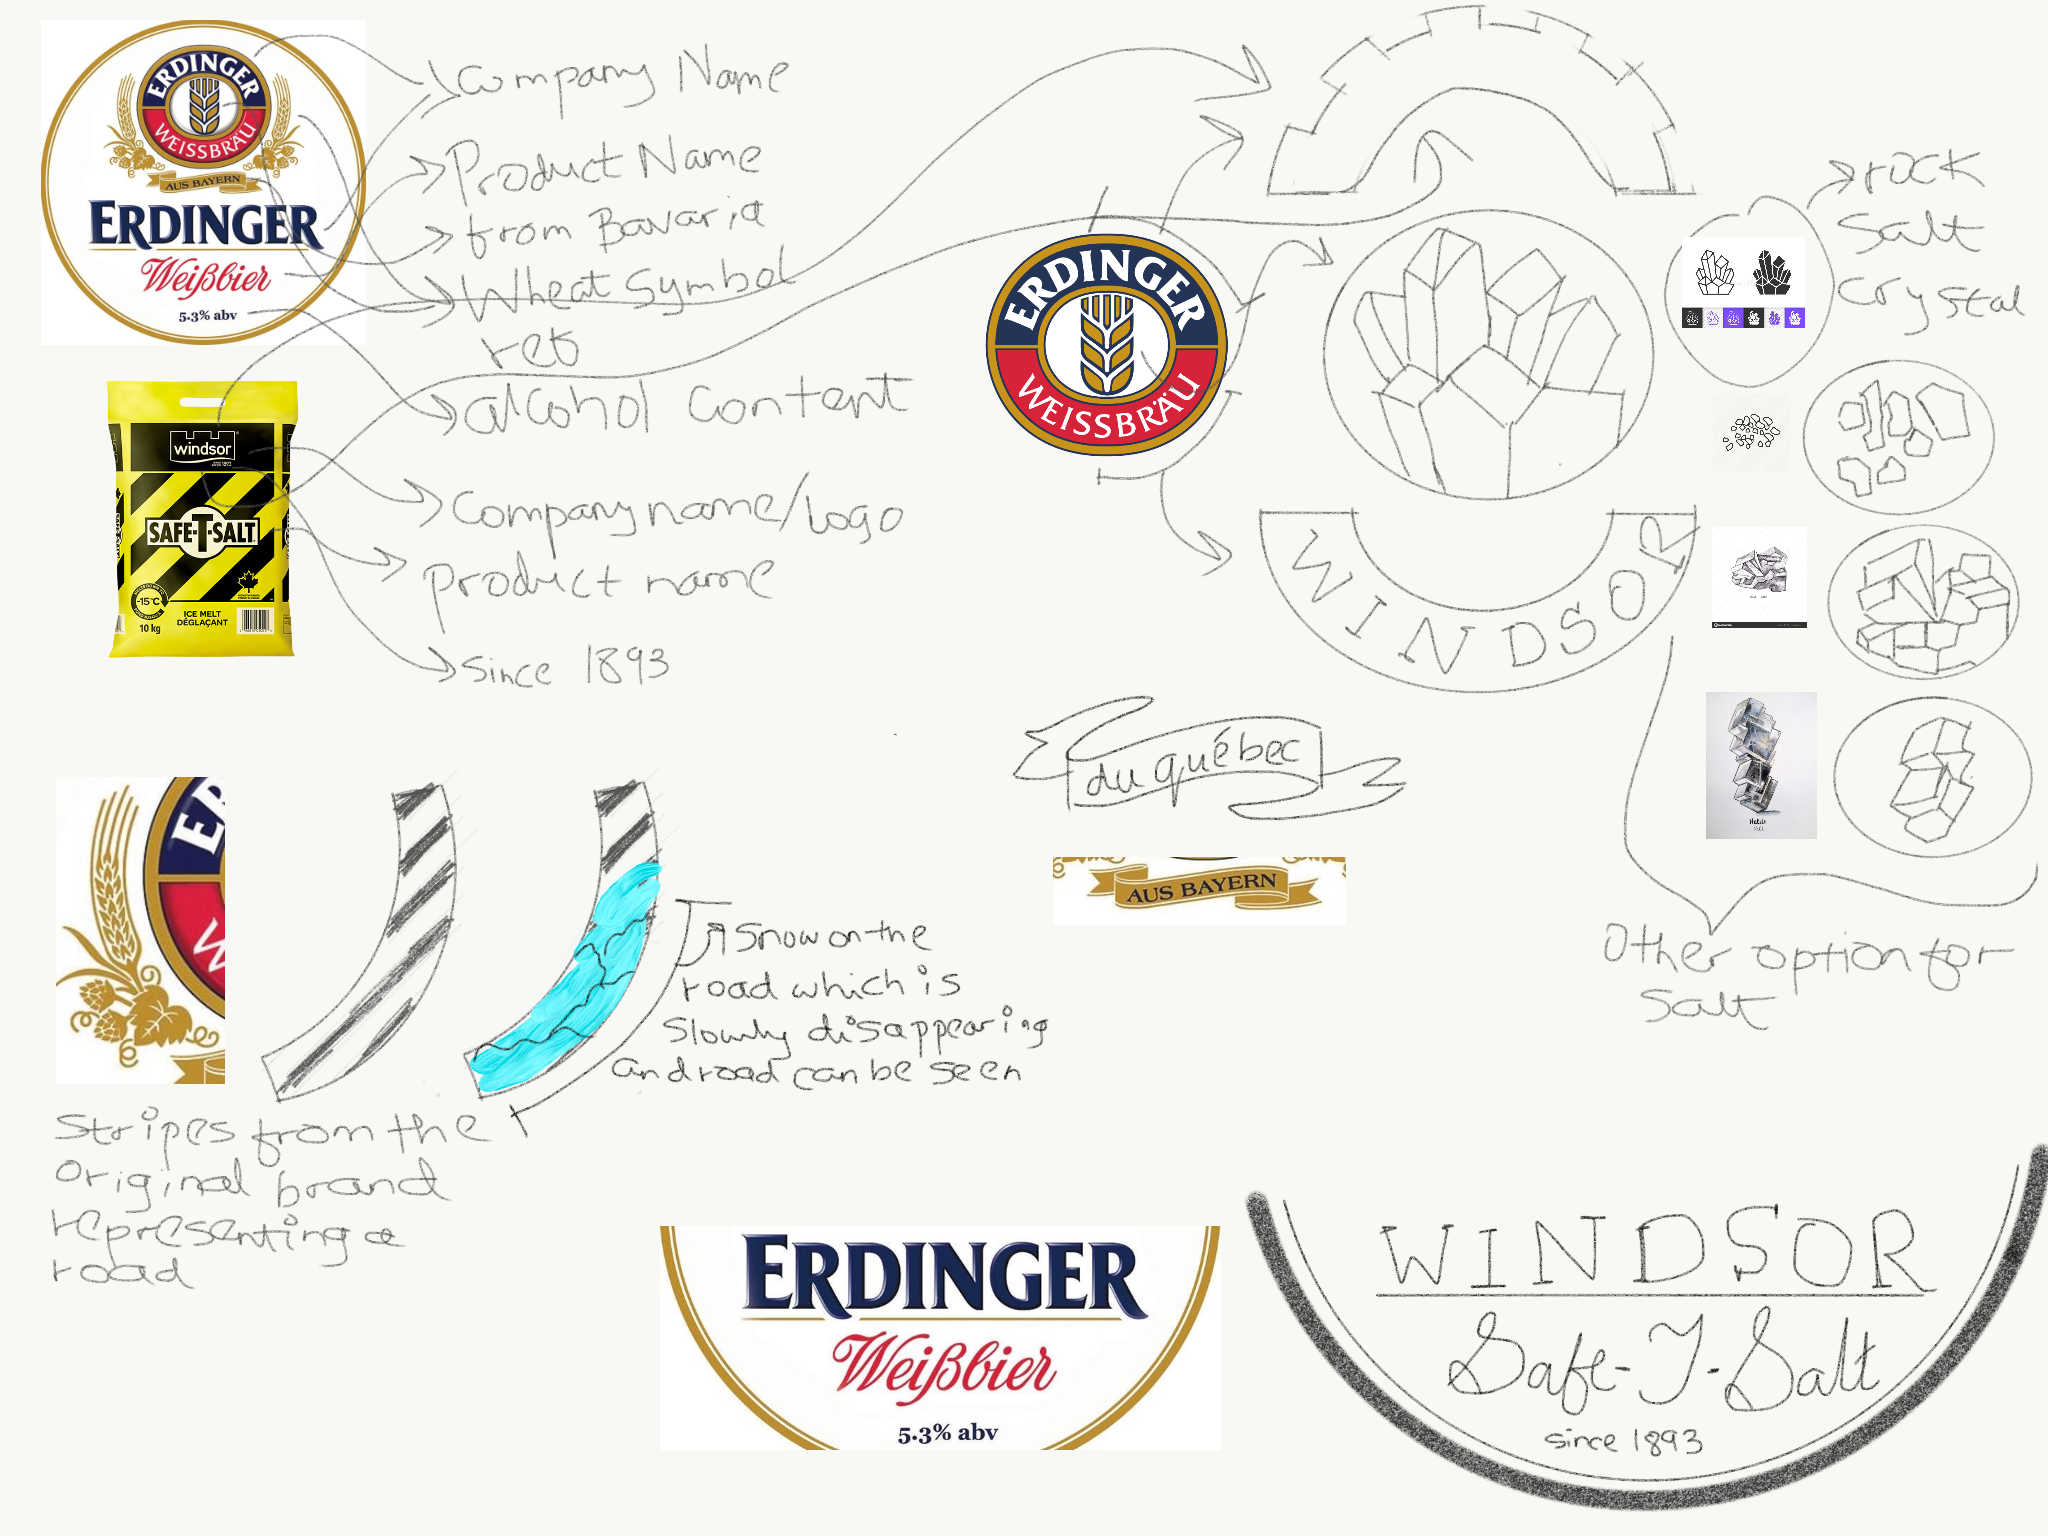 ERDINGER
WEISSBRÄU
AUS BAYERN
ERDINGER
Weißbier
5.3% abv
Company Name
Product Name
from Bavaria
Wheat Symbol
ref
alcohol content
windsor
SINCE 1893
SAFE-T-SALT
-15°C
ICE MELT
DÉGLAÇANT
10 kg
Company name/Logo
product name
Since 1893
ERDINGER
WEISSBRÄU
WINDSOR
rock
Salt
crystal
Halite
Other option for
Salt
du québec
AUS BAYERN
Snow on the
road which is
Slowly disappearing
and road can be seen
Stripes from the
original brand
representing a
road
ERDINGER
Weißbier
5.3% abv
WINDSOR
Safe-T-Salt
since 1893